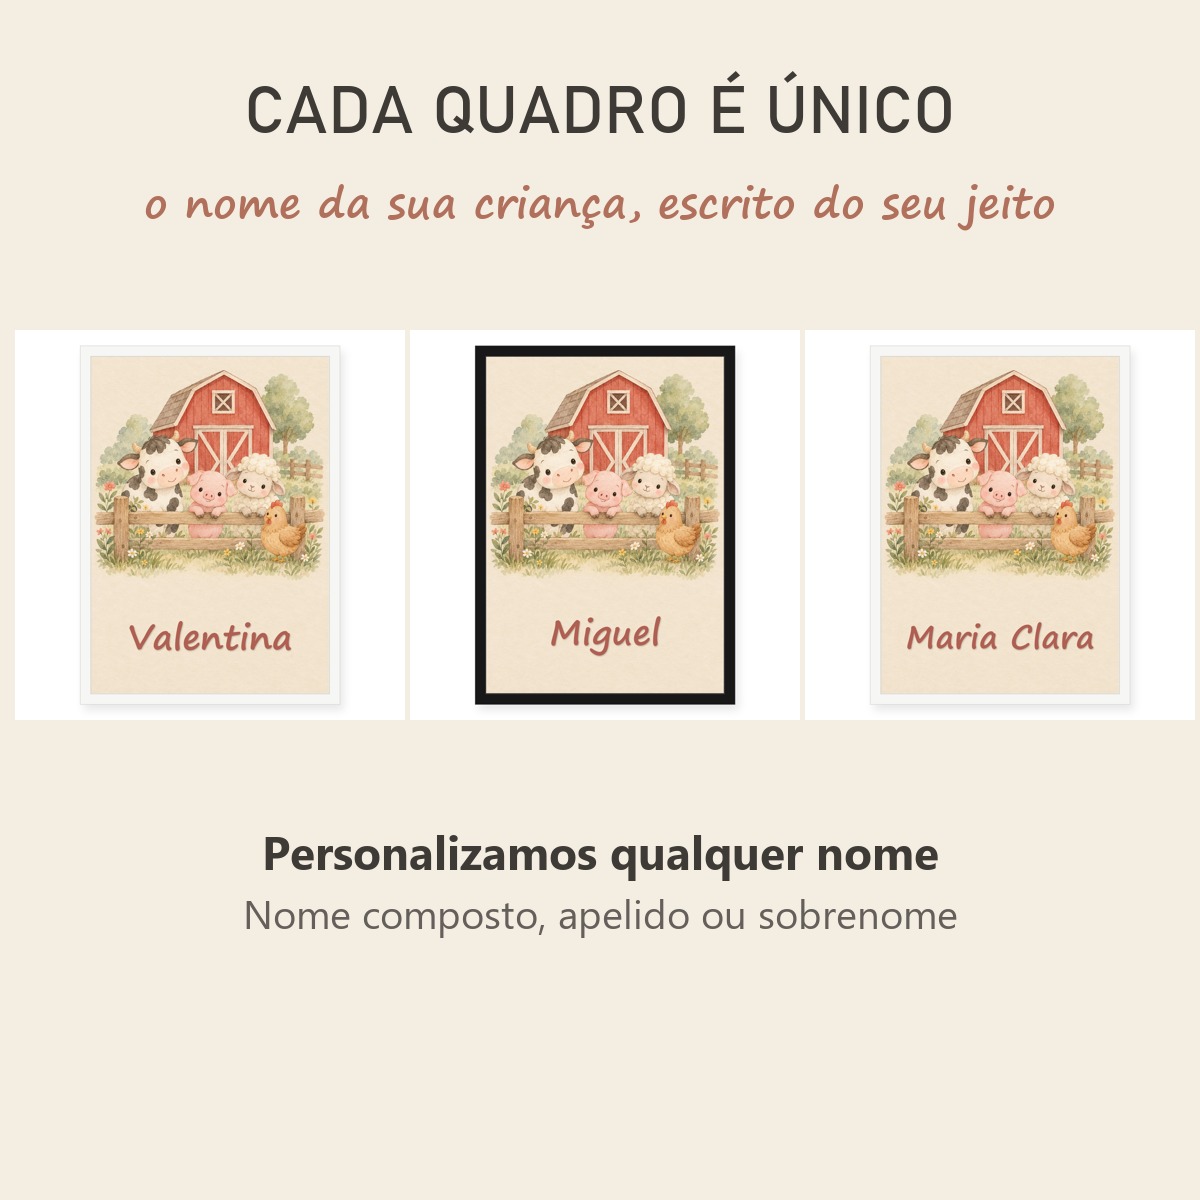 CADA QUADRO É ÚNICO
o nome da sua criança, escrito do seu jeito
Valentina
Miguel
Maria Clara
Personalizamos qualquer nome
Nome composto, apelido ou sobrenome